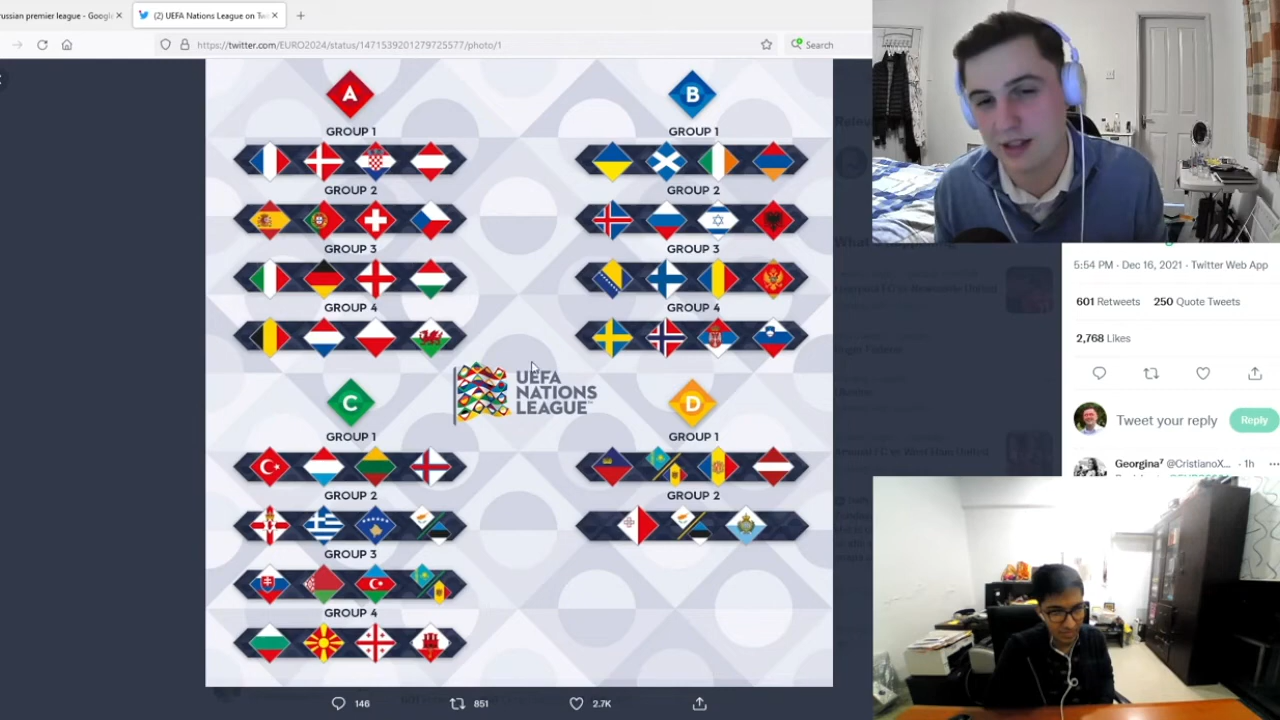 russian premier league - Google
(2) UEFA Nations League on Twi
https://twitter.com/EURO2024/status/1471539201279725577/photo/1
Search
A
GROUP 1
GROUP 2
GROUP 3
GROUP 4
B
GROUP 1
GROUP 2
GROUP 3
GROUP 4
UEFA
NATIONS
LEAGUE
C
GROUP 1
GROUP 2
GROUP 3
GROUP 4
D
GROUP 1
GROUP 2
146
851
2.7K
5:54 PM · Dec 16, 2021 · Twitter Web App
601 Retweets 250 Quote Tweets
2,768 Likes
Tweet your reply
Reply
Georgina⁷ @CristianoX... · 1h